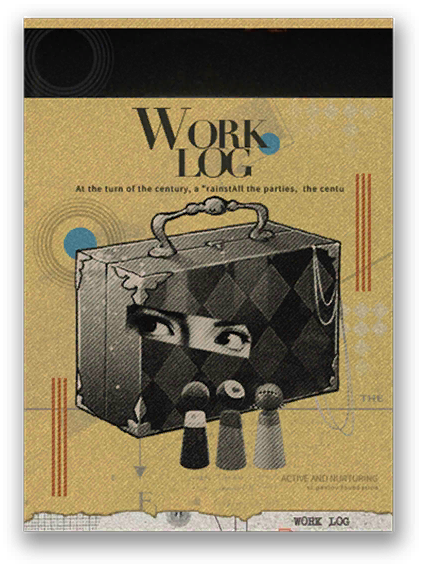 WORK
LOG
At the turn of the century, a "rainstAll the parties, the centu
THE
E
ACTIVE AND NURTURING
WORK LOG